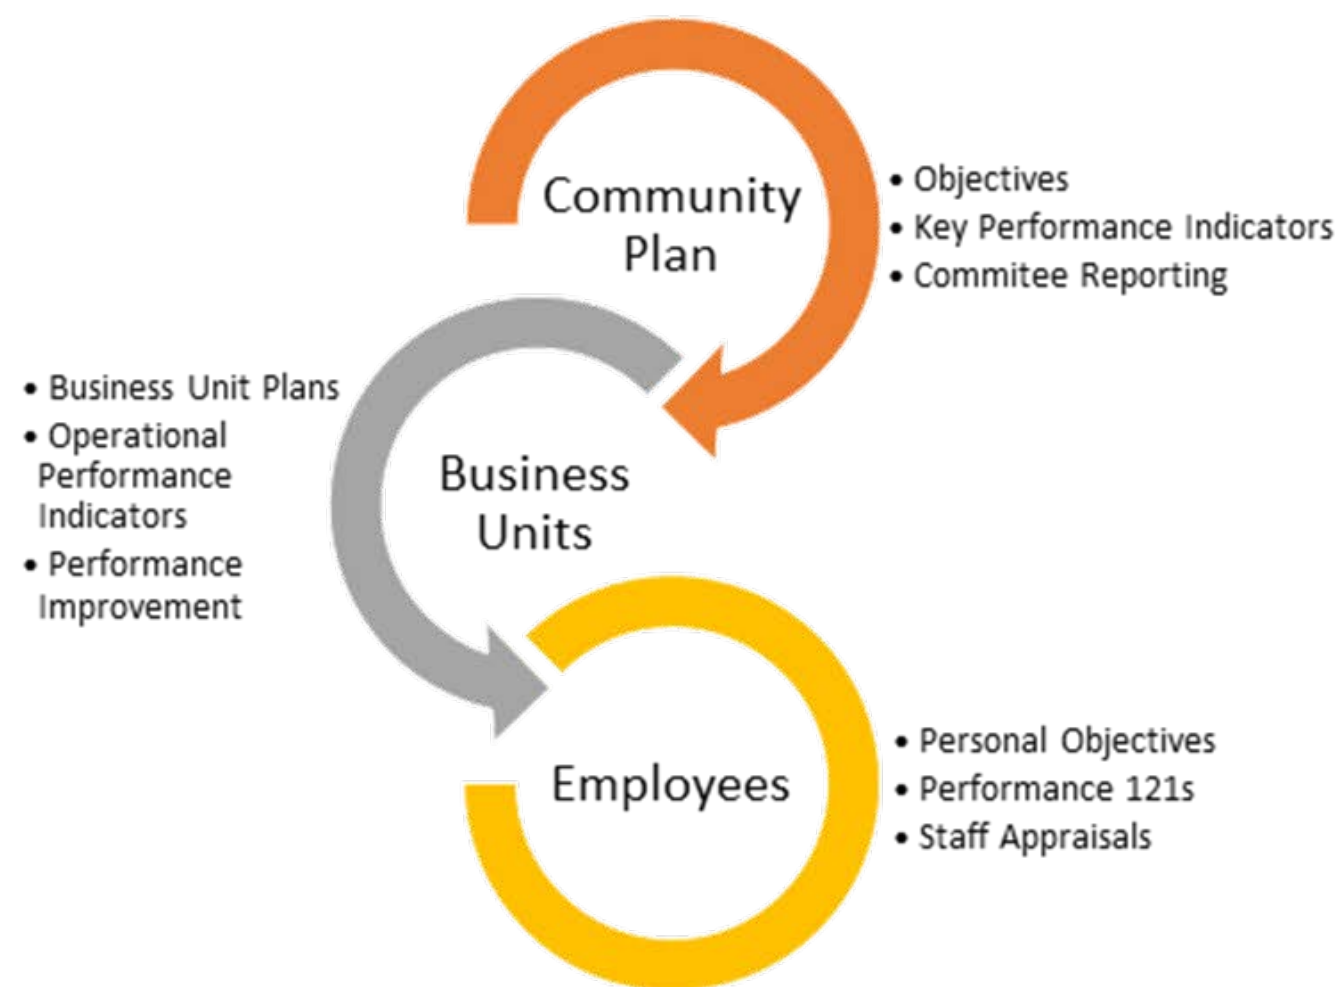 Community
Plan
• Objectives
• Key Performance Indicators
• Commitee Reporting
Business
Units
• Business Unit Plans
• Operational
Performance
Indicators
• Performance
Improvement
Employees
• Personal Objectives
• Performance 121s
• Staff Appraisals